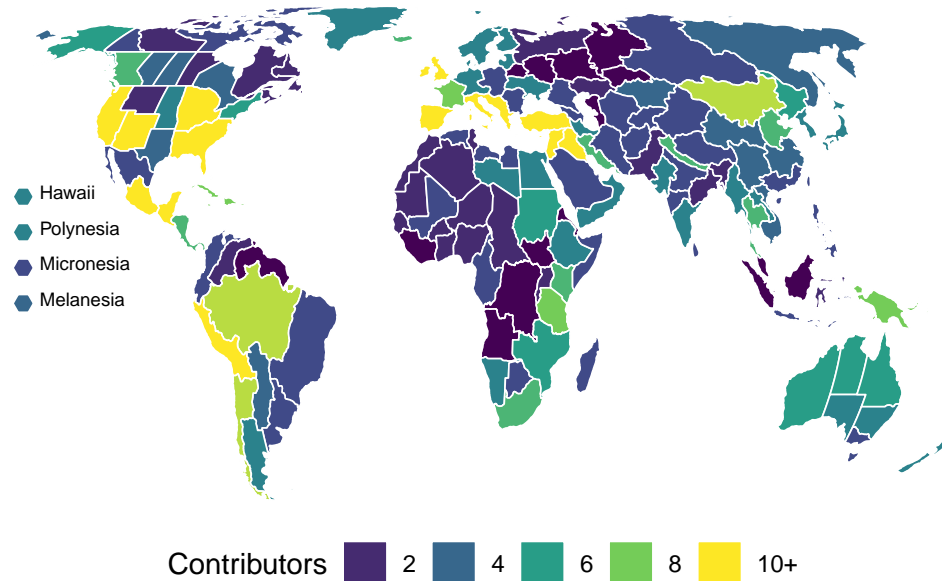 Hawaii
Polynesia
Micronesia
Melanesia
Contributors 2 4 6 8 10+